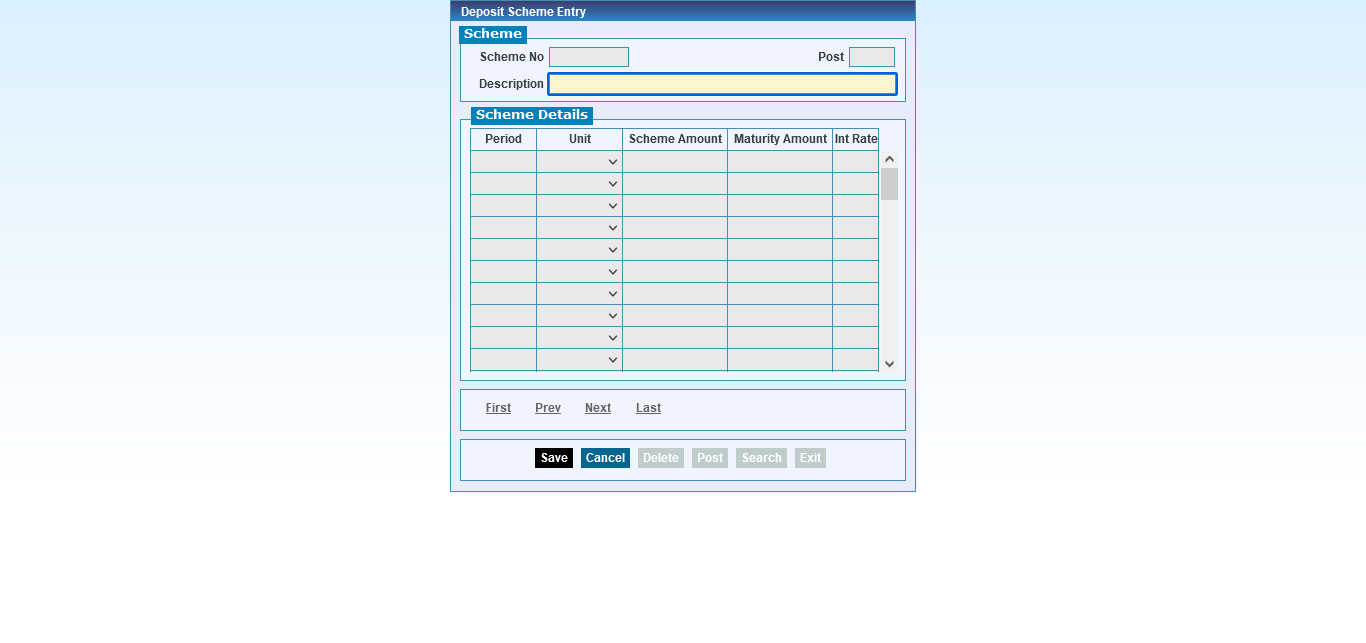 Deposit Scheme Entry
Scheme
Scheme No Post
Description
Scheme Details
Period Unit Scheme Amount Maturity Amount Int Rate
First Prev Next Last
Save Cancel Delete Post Search Exit